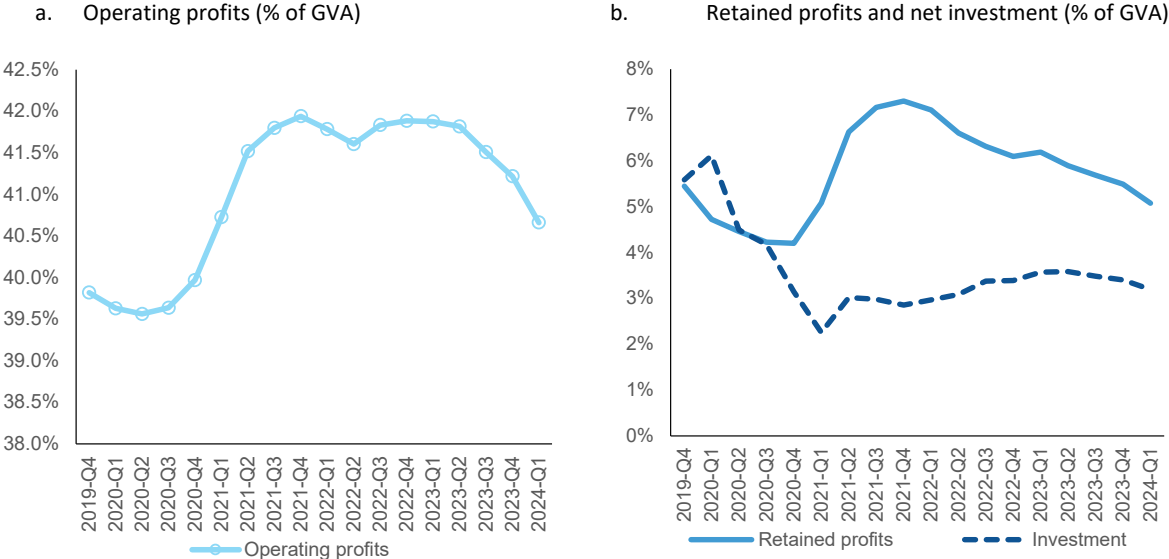 a. Operating profits (% of GVA)
42.5%
42.0%
41.5%
41.0%
40.5%
40.0%
39.5%
39.0%
38.5%
38.0%
2019-Q4
2020-Q1
2020-Q2
2020-Q3
2020-Q4
2021-Q1
2021-Q2
2021-Q3
2021-Q4
2022-Q1
2022-Q2
2022-Q3
2022-Q4
2023-Q1
2023-Q2
2023-Q3
2023-Q4
2024-Q1
Operating profits
b. Retained profits and net investment (% of GVA)
8%
7%
6%
5%
4%
3%
2%
1%
0%
2019-Q4
2020-Q1
2020-Q2
2020-Q3
2020-Q4
2021-Q1
2021-Q2
2021-Q3
2021-Q4
2022-Q1
2022-Q2
2022-Q3
2022-Q4
2023-Q1
2023-Q2
2023-Q3
2023-Q4
2024-Q1
Retained profits
Investment